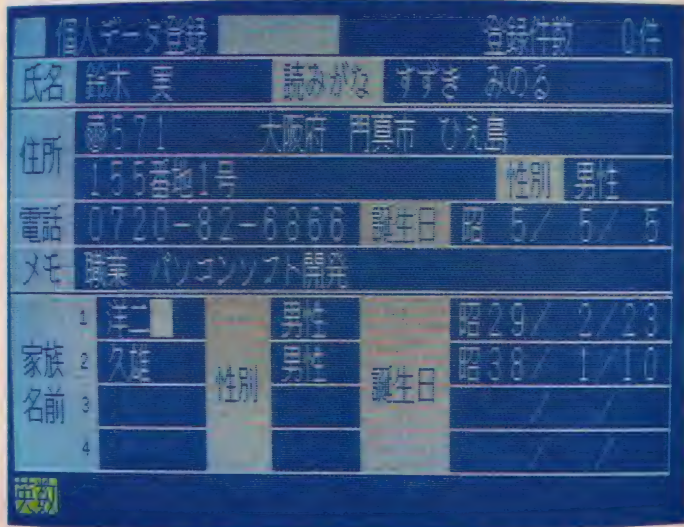 個人データ登録 登録件数 0件
氏名 鈴木 実 読みがな すずき みのる
住所 〠571 大阪府 門真市 ひえ島
155番地1号 性別 男性
電話 0720-82-6866 誕生日 昭 5/ 5/ 5
メモ 職業 パソコンソフト開発
家族名前 性別 誕生日
1 洋二 男性 昭29/ 2/23
2 久雄 男性 昭38/ 1/10
3 / /
4 / /
英数